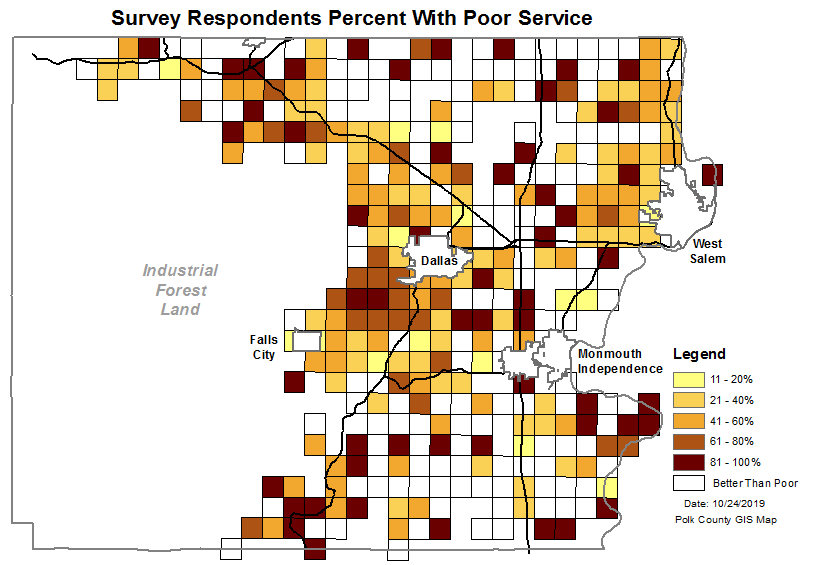 Survey Respondents Percent With Poor Service
West
Salem
Dallas
Industrial
Forest
Land
Falls
City
Monmouth
Independence
Legend
11 - 20%
21 - 40%
41 - 60%
61 - 80%
81 - 100%
Better Than Poor
Date: 10/24/2019
Polk County GIS Map